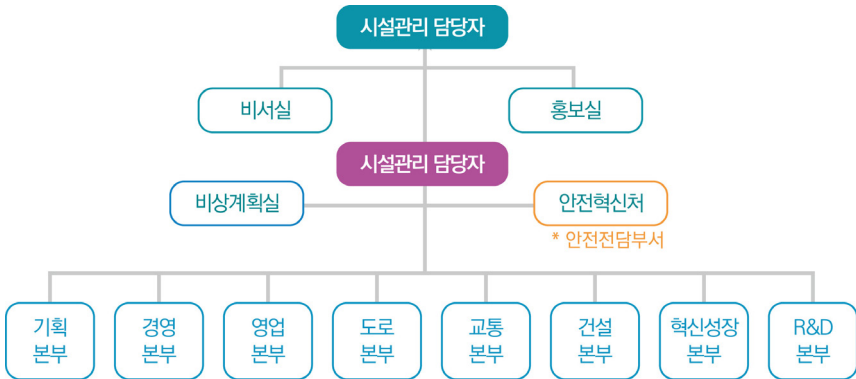 시설관리 담당자
비서실
홍보실
시설관리 담당자
비상계획실
안전혁신처
* 안전전담부서
기획
본부
경영
본부
영업
본부
도로
본부
교통
본부
건설
본부
혁신성장
본부
R&D
본부